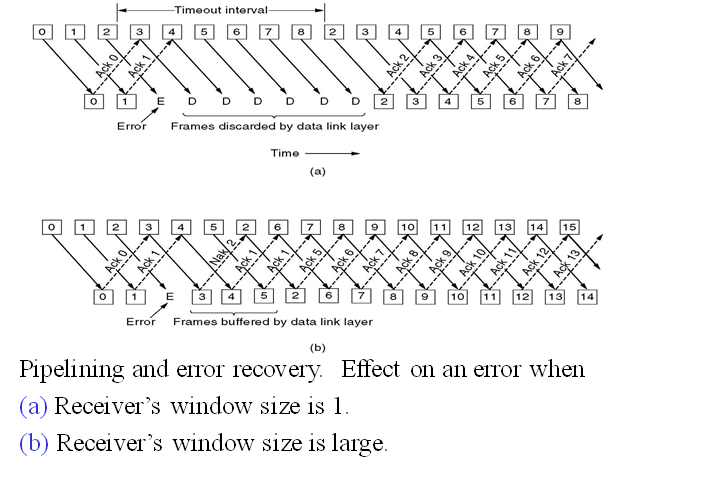 Timeout interval
0 1 2 3 4 5 6 7 8 2 3 4 5 6 7 8 9
Ack 0 Ack 1 Ack 2 Ack 3 Ack 4 Ack 5 Ack 6 Ack 7
0 1 E D D D D D D 2 3 4 5 6 7 8
Error Frames discarded by data link layer
Time
(a)
0 1 2 3 4 5 2 6 7 8 9 10 11 12 13 14 15
Ack 0 Ack 1 Nak 2 Ack 1 Ack 1 Ack 5 Ack 6 Ack 7 Ack 8 Ack 9 Ack 10 Ack 11 Ack 12 Ack 13
0 1 E 3 4 5 2 6 7 8 9 10 11 12 13 14
Error Frames buffered by data link layer
(b)
Pipelining and error recovery. Effect on an error when
(a) Receiver's window size is 1.
(b) Receiver's window size is large.